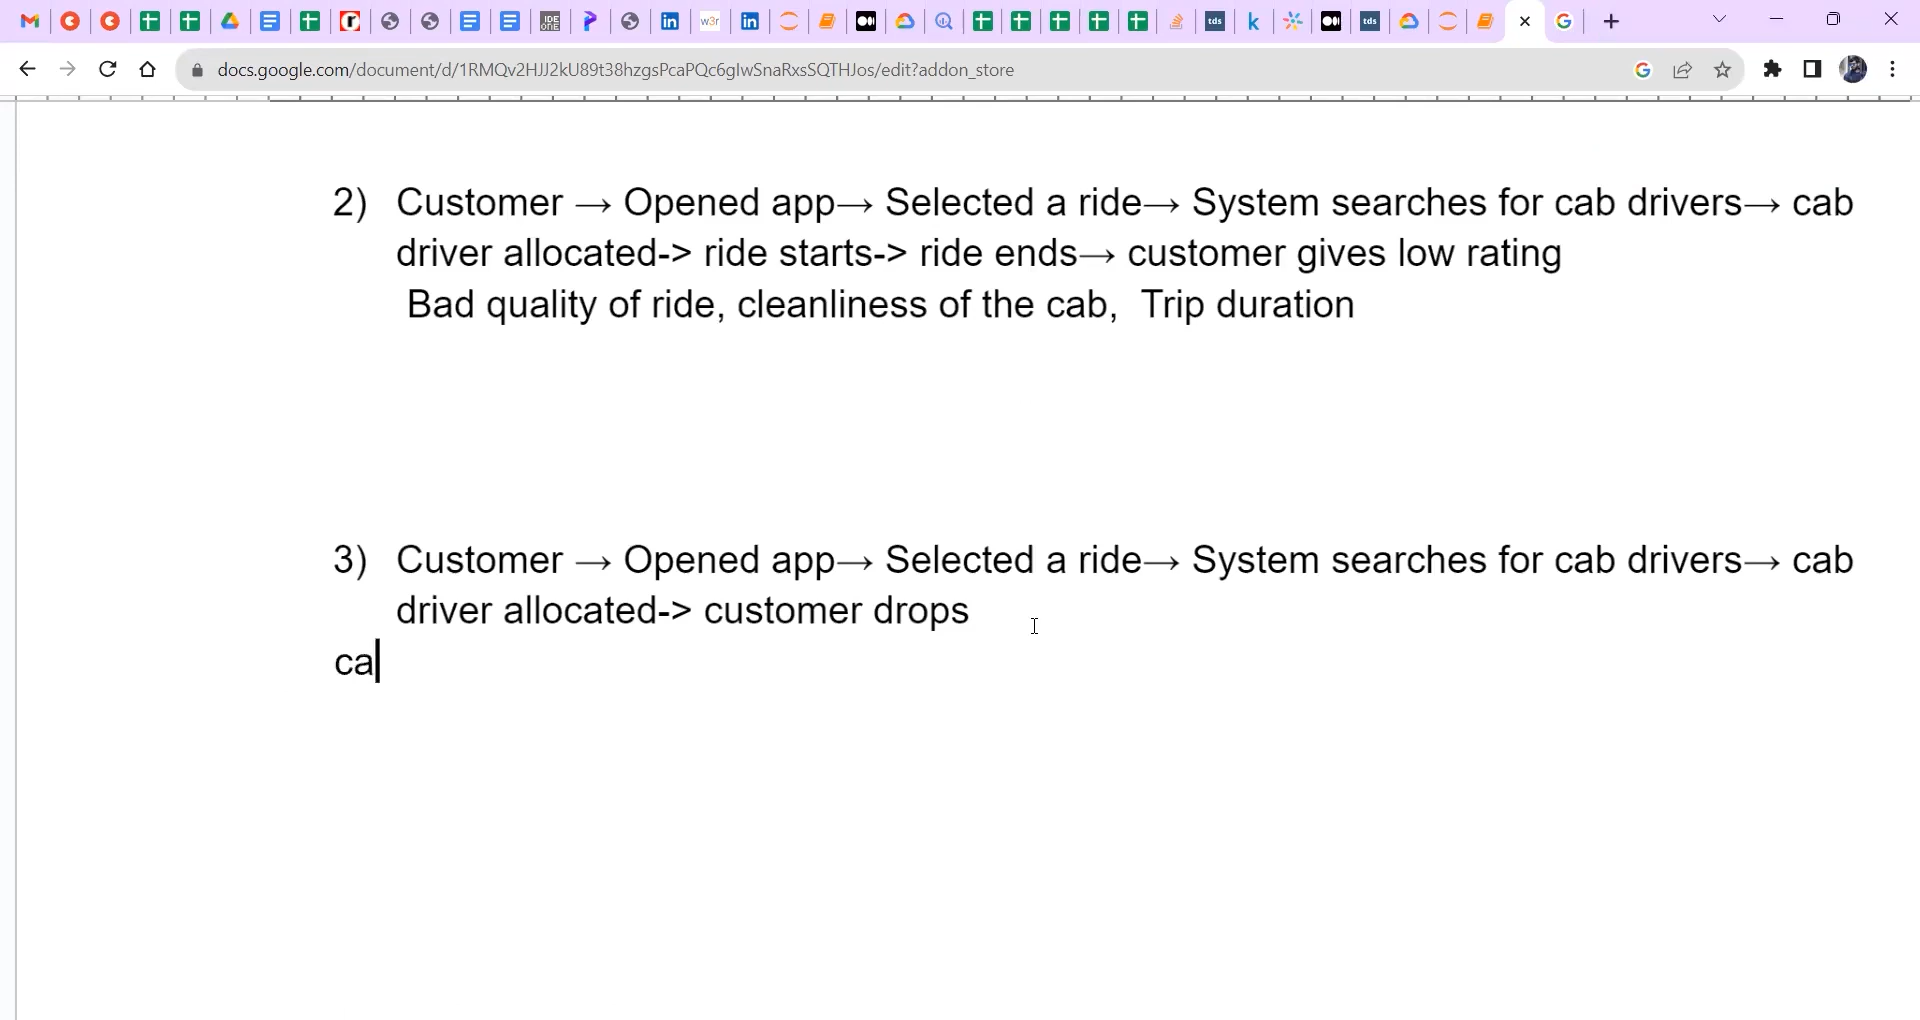 docs.google.com/document/d/1RMQv2HJJ2kU89t38hzgsPcaPQc6gIwSnaRxsSQTHJos/edit?addon_store
2) Customer → Opened app→ Selected a ride→ System searches for cab drivers→ cab
driver allocated-> ride starts-> ride ends→ customer gives low rating
Bad quality of ride, cleanliness of the cab, Trip duration
3) Customer → Opened app→ Selected a ride→ System searches for cab drivers→ cab
driver allocated-> customer drops
ca